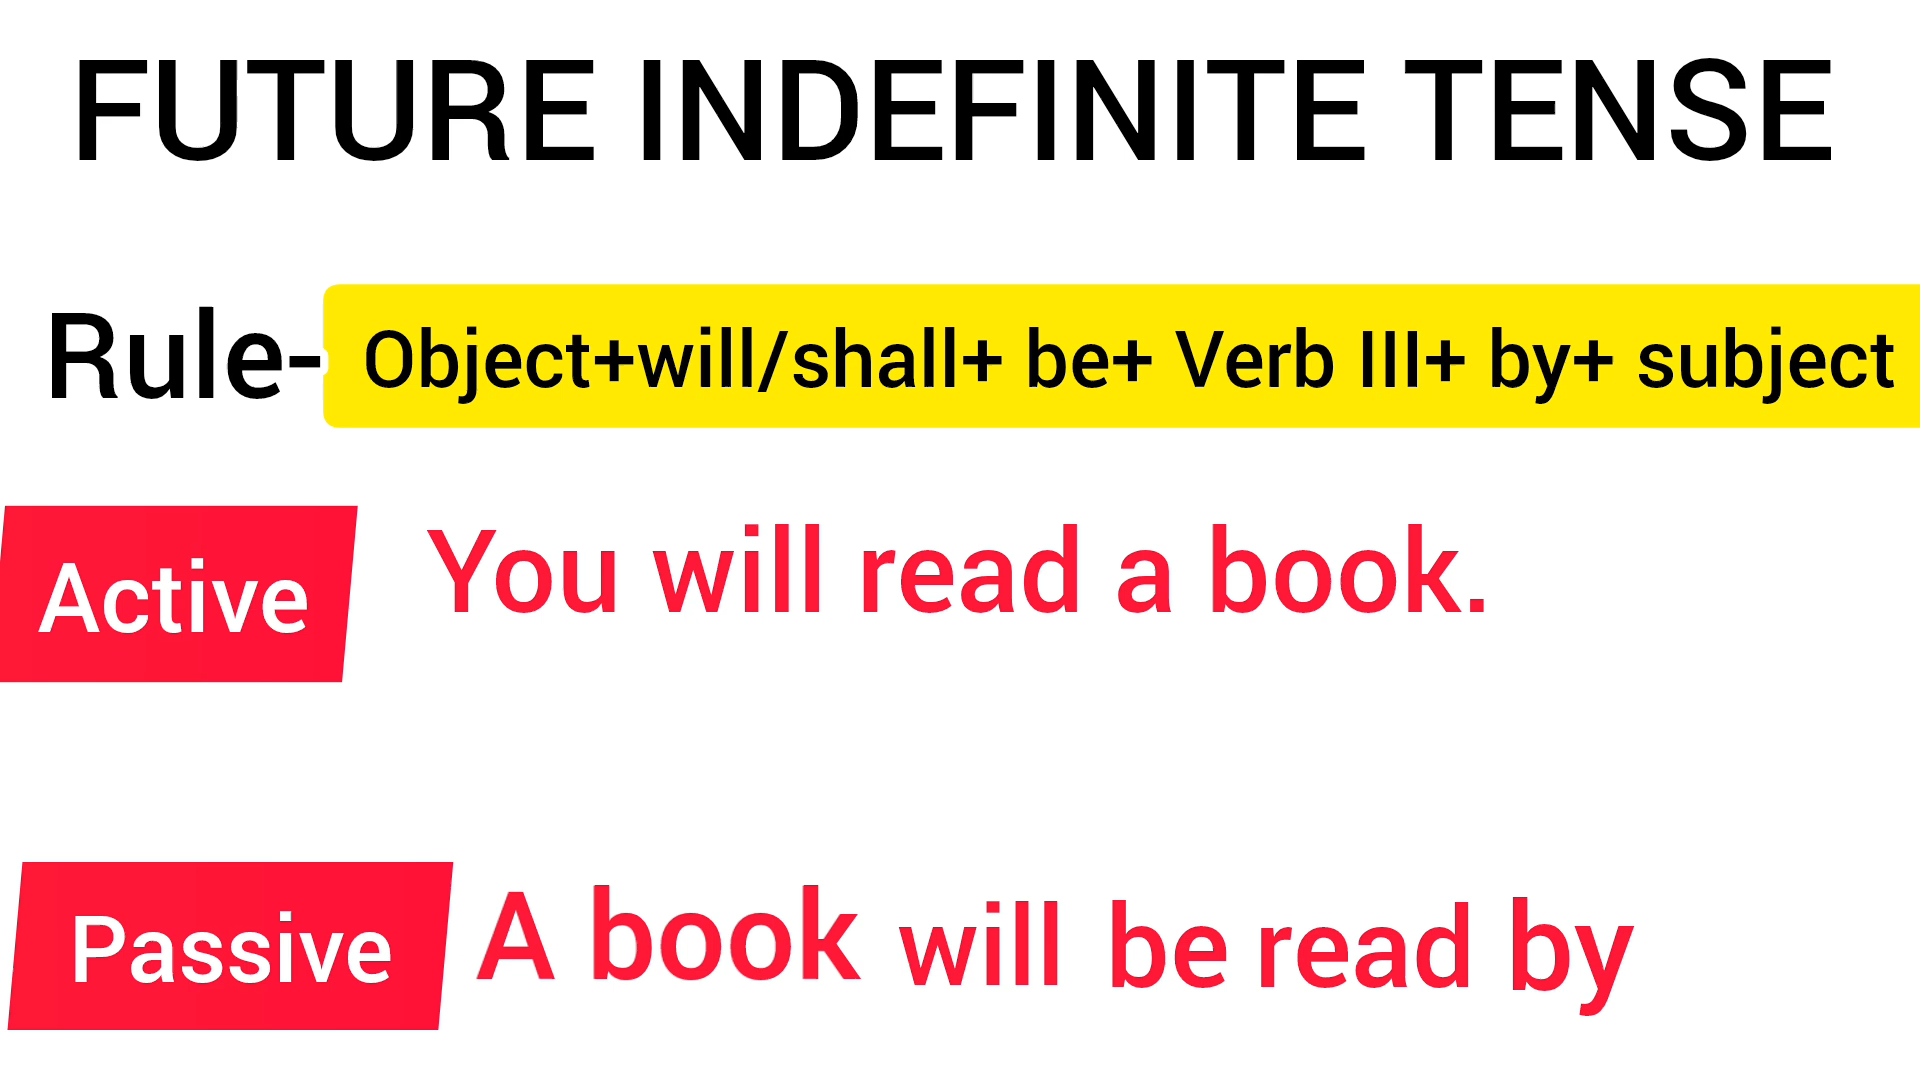 FUTURE INDEFINITE TENSE
Rule- Object+will/shall+ be+ Verb III+ by+ subject
Active You will read a book.
Passive A book will be read by